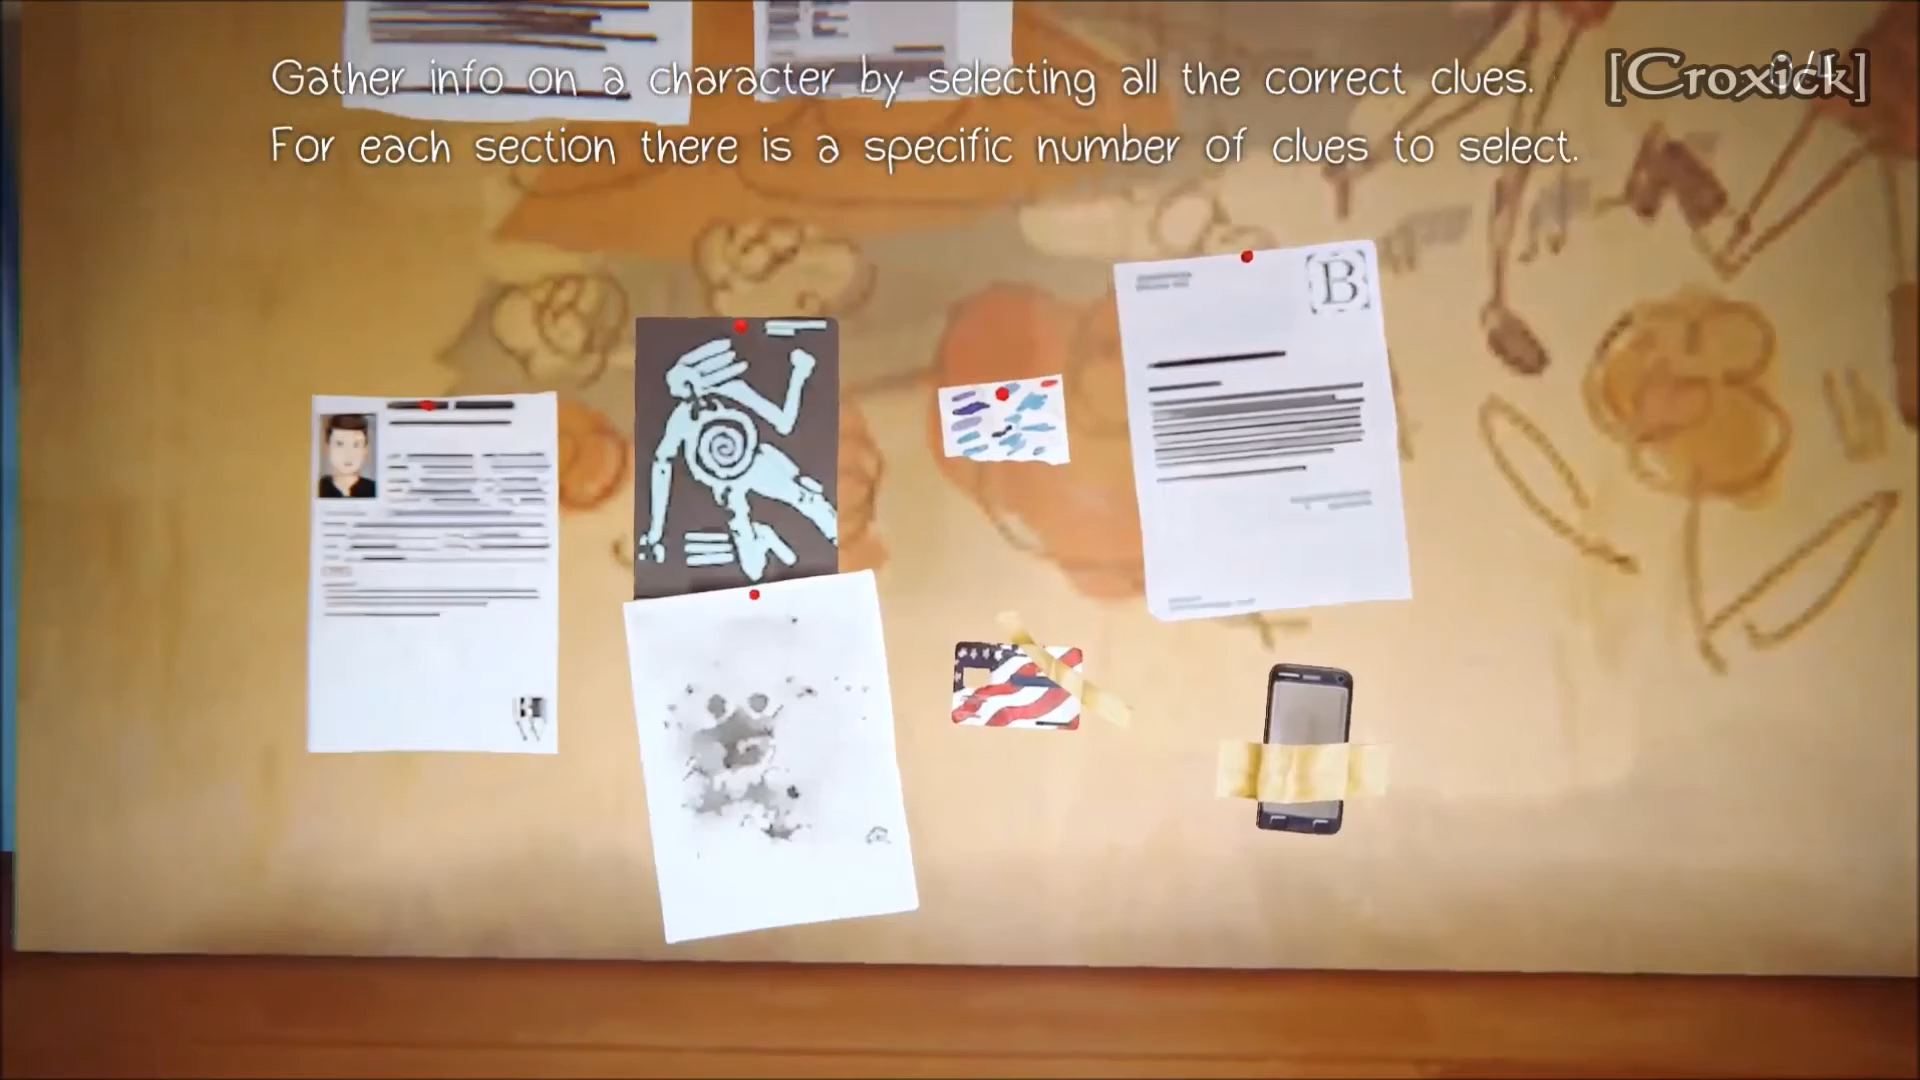 Gather info on a character by selecting all the correct clues.
[Croxick]
For each section there is a specific number of clues to select.
B